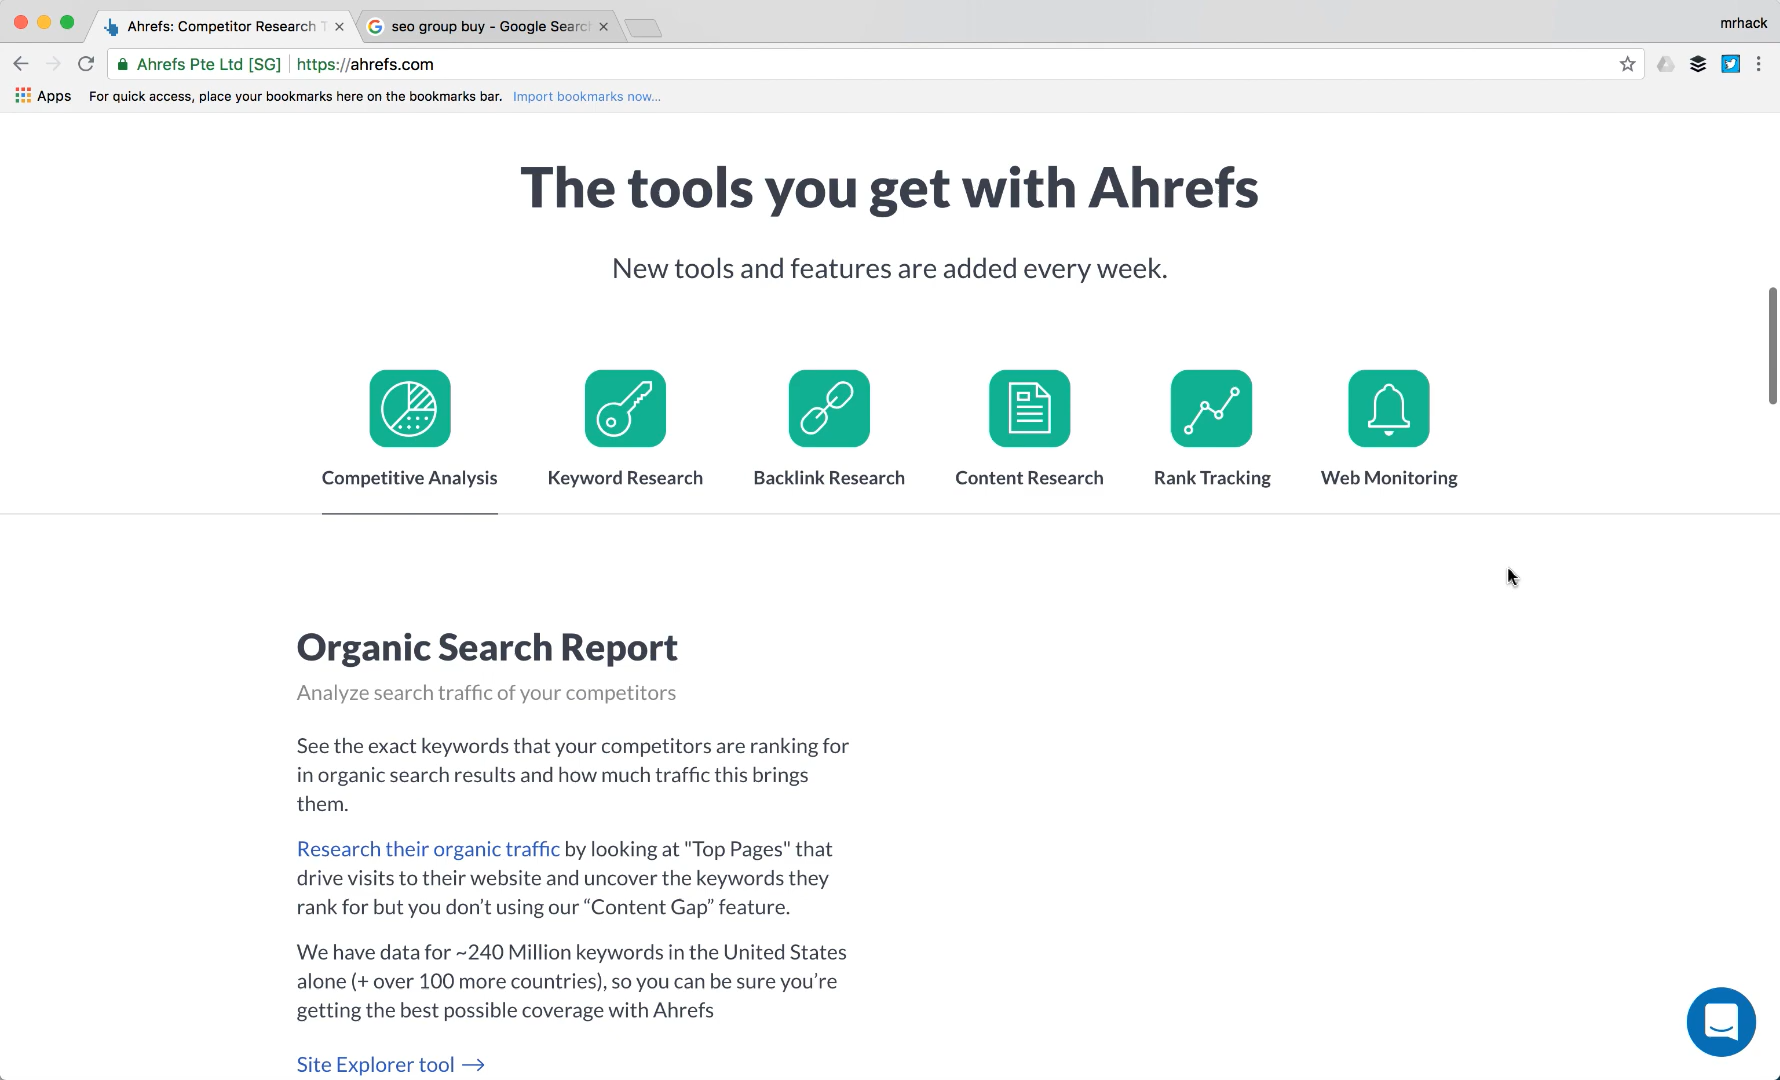 Ahrefs: Competitor Research T
seo group buy - Google Search
mrhack
Ahrefs Pte Ltd [SG] https://ahrefs.com
Apps For quick access, place your bookmarks here on the bookmarks bar. Import bookmarks now...
The tools you get with Ahrefs
New tools and features are added every week.
Competitive Analysis Keyword Research Backlink Research Content Research Rank Tracking Web Monitoring
Organic Search Report
Analyze search traffic of your competitors
See the exact keywords that your competitors are ranking for
in organic search results and how much traffic this brings
them.
Research their organic traffic by looking at "Top Pages" that
drive visits to their website and uncover the keywords they
rank for but you don’t using our “Content Gap” feature.
We have data for ~240 Million keywords in the United States
alone (+ over 100 more countries), so you can be sure you’re
getting the best possible coverage with Ahrefs
Site Explorer tool →